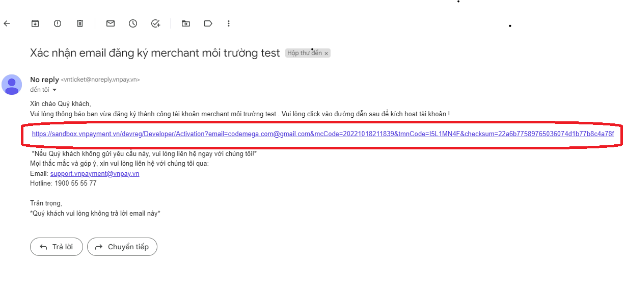 Xác nhận email đăng ký merchant môi trường test Hộp thư đến ×
No reply <vnticket@noreply.vnpay.vn>
đến tôi
Xin chào Quý khách,
Vui lòng thông báo bạn vừa đăng ký thành công tài khoản merchant môi trường test . Vui lòng click vào đường dẫn sau để kích hoạt tài khoản !
https://sandbox.vnpayment.vn/devreg/Developer/Activation?email=codemega.com@gmail.com&mcCode=20221018211839&tmnCode=I5L1MN4F&checksum=22a6b77589765036074d1b77b8c4a78f
"Nếu Quý khách không gửi yêu cầu này, vui lòng liên hệ ngay với chúng tôi!"
Mọi thắc mắc và góp ý, xin vui lòng liên hệ với chúng tôi qua:
Email: support.vnpayment@vnpay.vn
Hotline: 1900 55 55 77
Trân trọng,
*Quý khách vui lòng không trả lời email này*
Trả lời
Chuyển tiếp